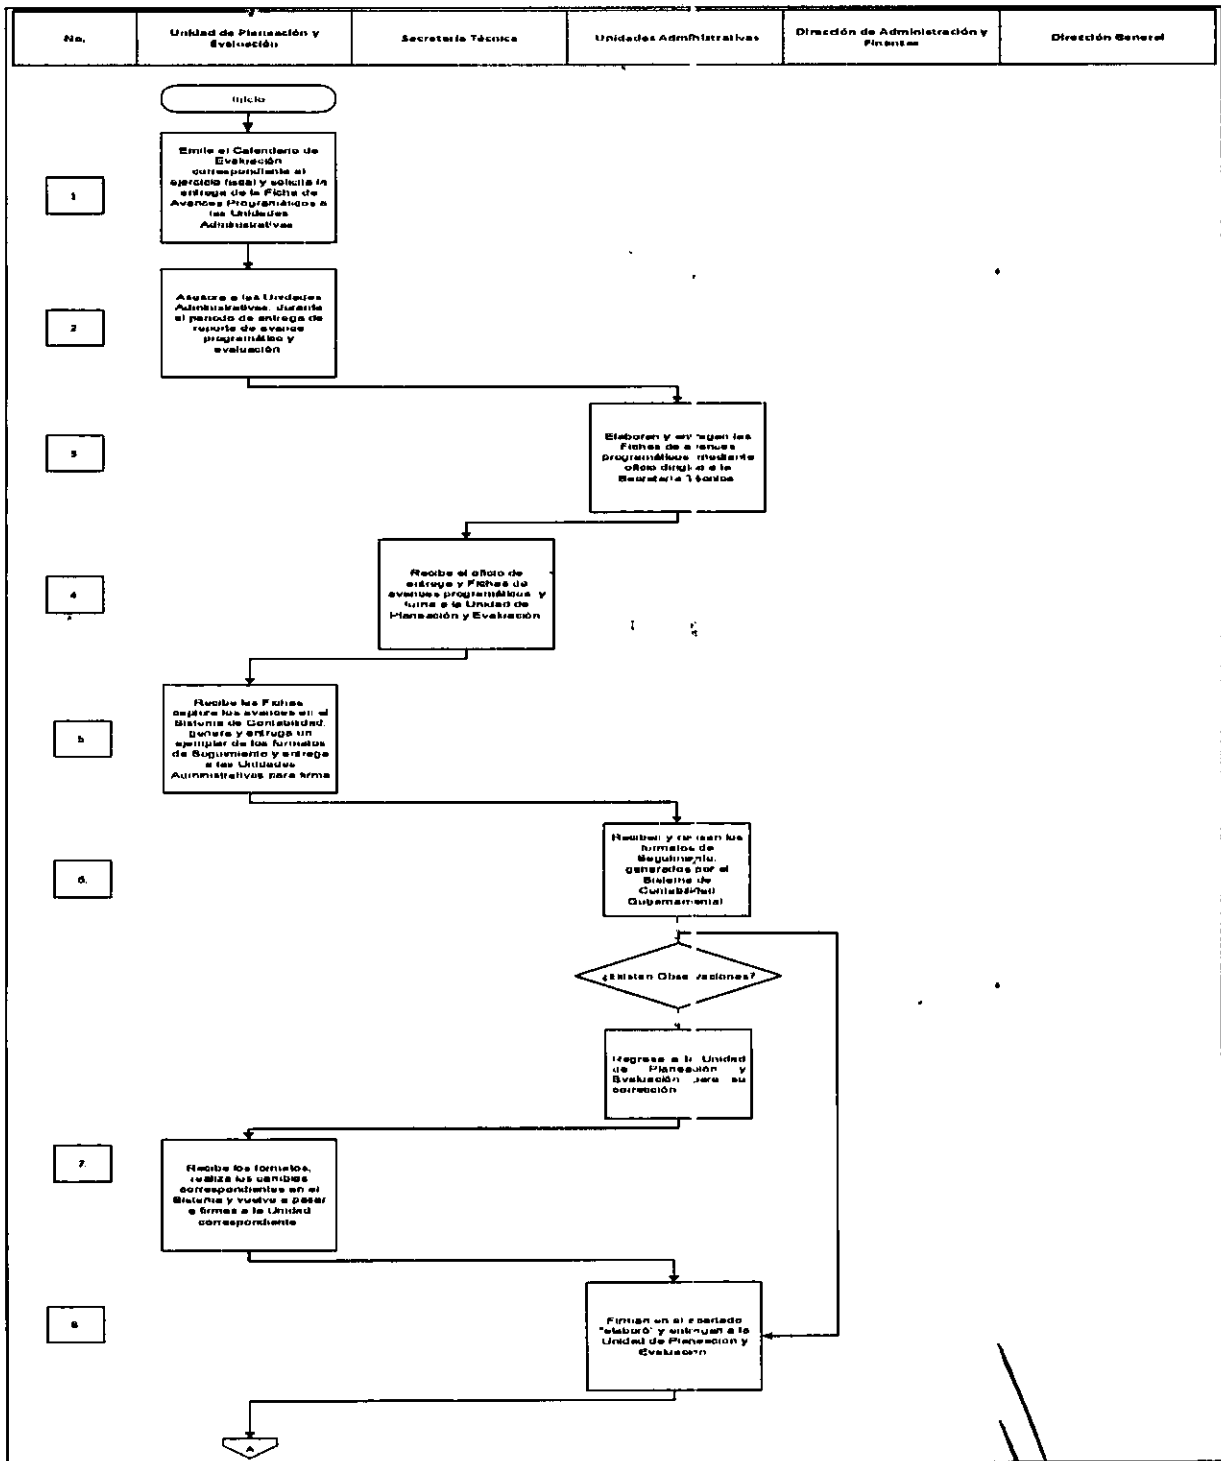 No.
Unidad de Planeación y
Evaluación
Secretaría Técnica
Unidades Administrativas
Dirección de Administración y
Finanzas
Dirección General
Inicio
1
Emite el Calendario de
Evaluación
correspondiente al
ejercicio fiscal y solicita la
entrega de la Ficha de
Avances Programáticos a
las Unidades
Administrativas
2
Asesora a las Unidades
Administrativas, durante
el periodo de entrega de
reporte de avance
programático y
evaluación
3
Elaboran y entregan las
Fichas de avances
programáticos mediante
oficio dirigido a la
Secretaría Técnica
4
Recibe el oficio de
entrega y Fichas de
avances programáticos y
turna a la Unidad de
Planeación y Evaluación
5
Recibe las Fichas
captura los avances en el
Sistema de Contabilidad,
genera y entrega un
ejemplar de los formatos
de Seguimiento y entrega
a las Unidades
Administrativas para firma
6.
Reciben y revisan los
formatos de
Seguimiento,
generados por el
Sistema de
Contabilidad
Gubernamental
¿Existen Observaciones?
Regresa a la Unidad
de Planeación y
Evaluación para su
corrección
7.
Recibe los formatos,
realiza los cambios
correspondientes en el
Sistema y vuelve a pasar
a firmas a la Unidad
correspondiente
8
Firman en el apartado
"elaboró" y entregan a la
Unidad de Planeación y
Evaluación
A